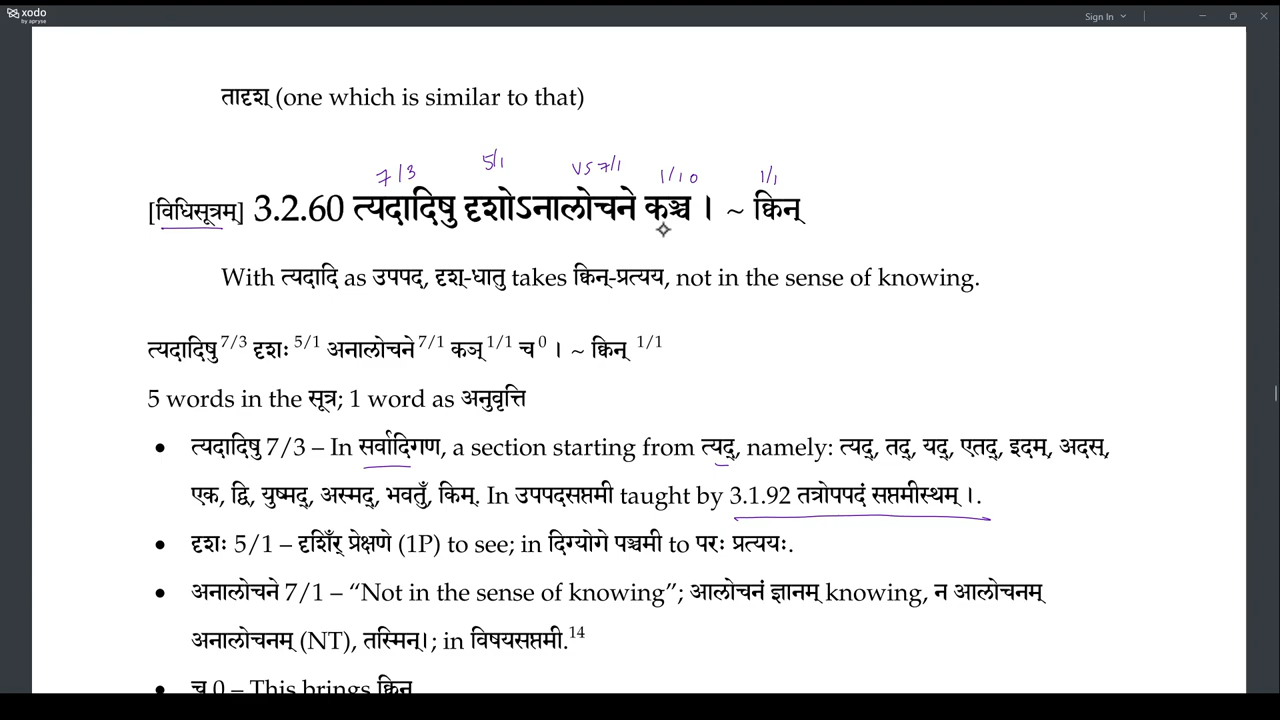 xodo
by apryse
Sign In
तादृश् (one which is similar to that)
7/3 5/1 VS 7/1 1/1 0 1/1
[विधिसूत्रम्] 3.2.60 त्यदादिषु दृशोऽनालोचने कञ्च । ~ क्विन्
With त्यदादि as उपपद, दृश्-धातु takes क्विन्-प्रत्यय, not in the sense of knowing.
त्यदादिषु 7/3 दृशः 5/1 अनालोचने 7/1 कञ् 1/1 च 0 । ~ क्विन् 1/1
5 words in the सूत्र; 1 word as अनुवृत्ति
• त्यदादिषु 7/3 – In सर्वादिगण, a section starting from त्यद्, namely: त्यद्, तद्, यद्, एतद्, इदम्, अदस्,
एक, द्वि, युष्मद्, अस्मद्, भवतुँ, किम्. In उपपदसप्तमी taught by 3.1.92 तत्रोपपदं सप्तमीस्थम् ।.
• दृशः 5/1 – दृशिँर् प्रेक्षणे (1P) to see; in दिग्योगे पञ्चमी to परः प्रत्ययः.
• अनालोचने 7/1 – “Not in the sense of knowing”; आलोचनं ज्ञानम् knowing, न आलोचनम्
अनालोचनम् (NT), तस्मिन्।; in विषयसप्तमी.14
• च 0 – This brings क्विन्